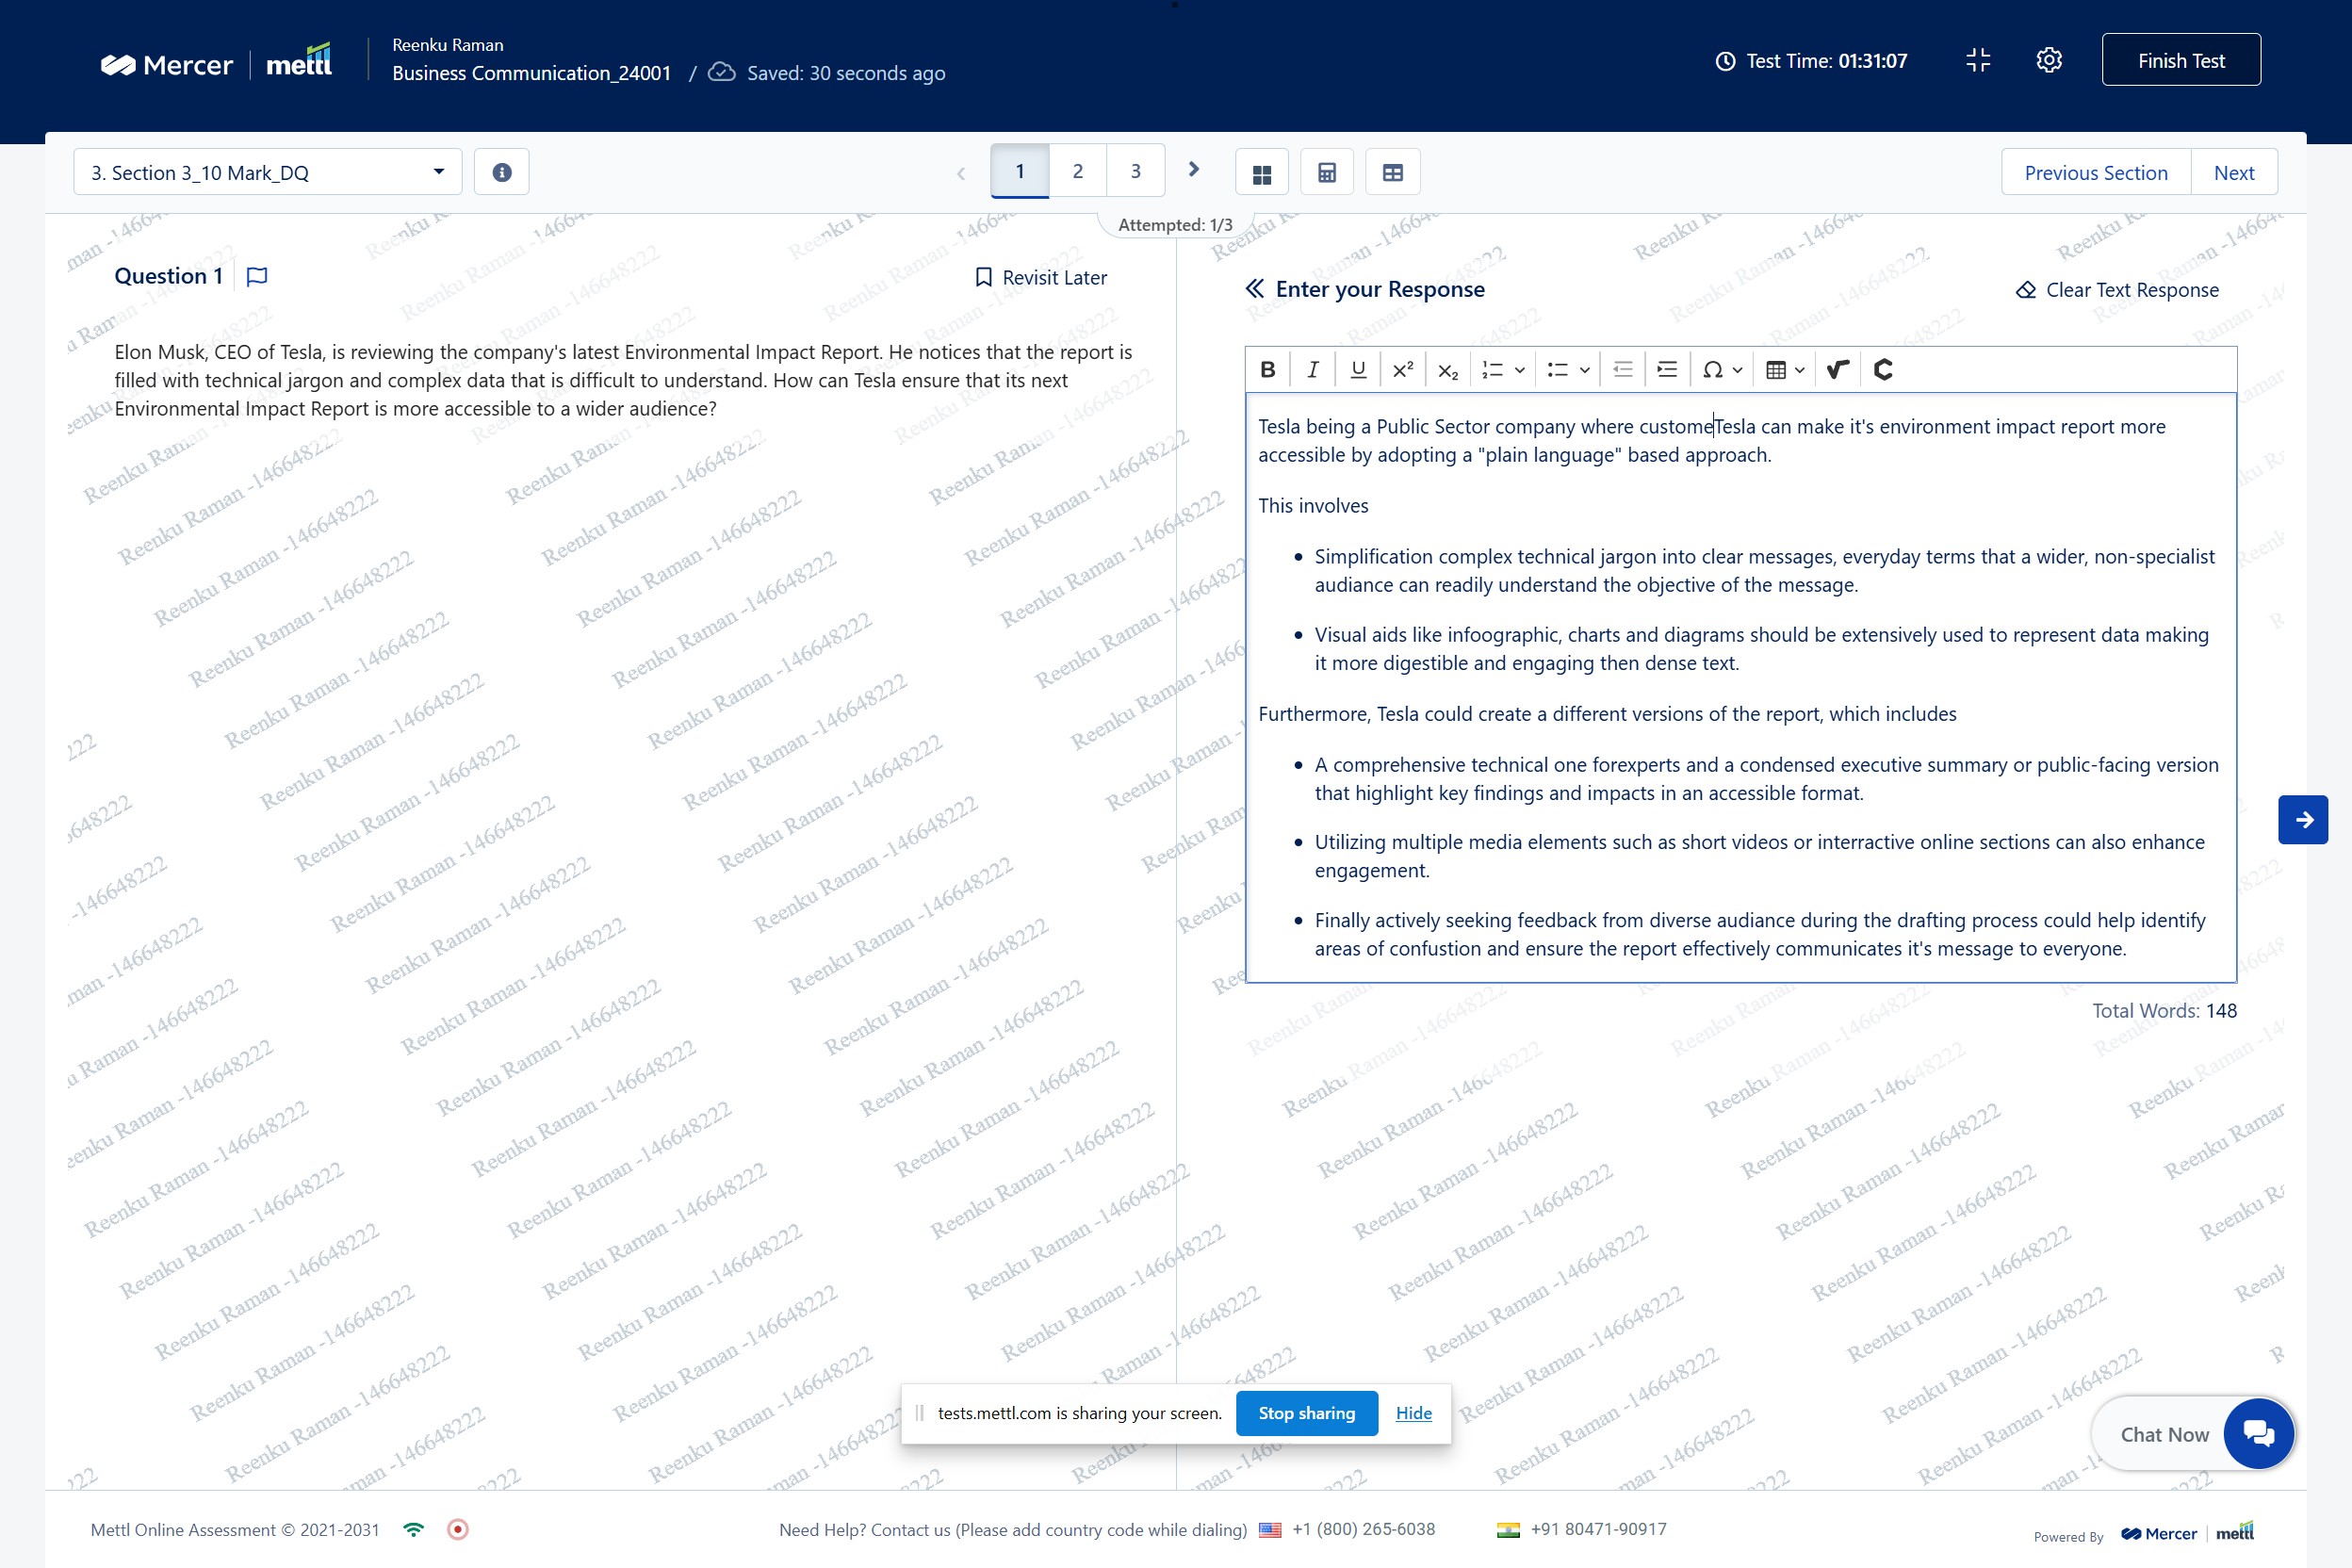 Mercer | mettl
Reenku Raman
Business Communication_24001 / Saved: 30 seconds ago
Test Time: 01:31:07
Finish Test
3. Section 3_10 Mark_DQ
1 2 3
Previous Section Next
Attempted: 1/3
Question 1
Revisit Later
Elon Musk, CEO of Tesla, is reviewing the company's latest Environmental Impact Report. He notices that the report is
filled with technical jargon and complex data that is difficult to understand. How can Tesla ensure that its next
Environmental Impact Report is more accessible to a wider audience?
Enter your Response
Clear Text Response
B I U x² x₂ Ω
Tesla being a Public Sector company where customeTesla can make it's environment impact report more
accessible by adopting a "plain language" based approach.
This involves
• Simplification complex technical jargon into clear messages, everyday terms that a wider, non-specialist
audiance can readily understand the objective of the message.
• Visual aids like infoographic, charts and diagrams should be extensively used to represent data making
it more digestible and engaging then dense text.
Furthermore, Tesla could create a different versions of the report, which includes
• A comprehensive technical one forexperts and a condensed executive summary or public-facing version
that highlight key findings and impacts in an accessible format.
• Utilizing multiple media elements such as short videos or interractive online sections can also enhance
engagement.
• Finally actively seeking feedback from diverse audiance during the drafting process could help identify
areas of confustion and ensure the report effectively communicates it's message to everyone.
Total Words: 148
Reenku Raman -146648222
tests.mettl.com is sharing your screen. Stop sharing Hide
Chat Now
Mettl Online Assessment © 2021-2031
Need Help? Contact us (Please add country code while dialing) +1 (800) 265-6038 +91 80471-90917
Powered By Mercer | mettl